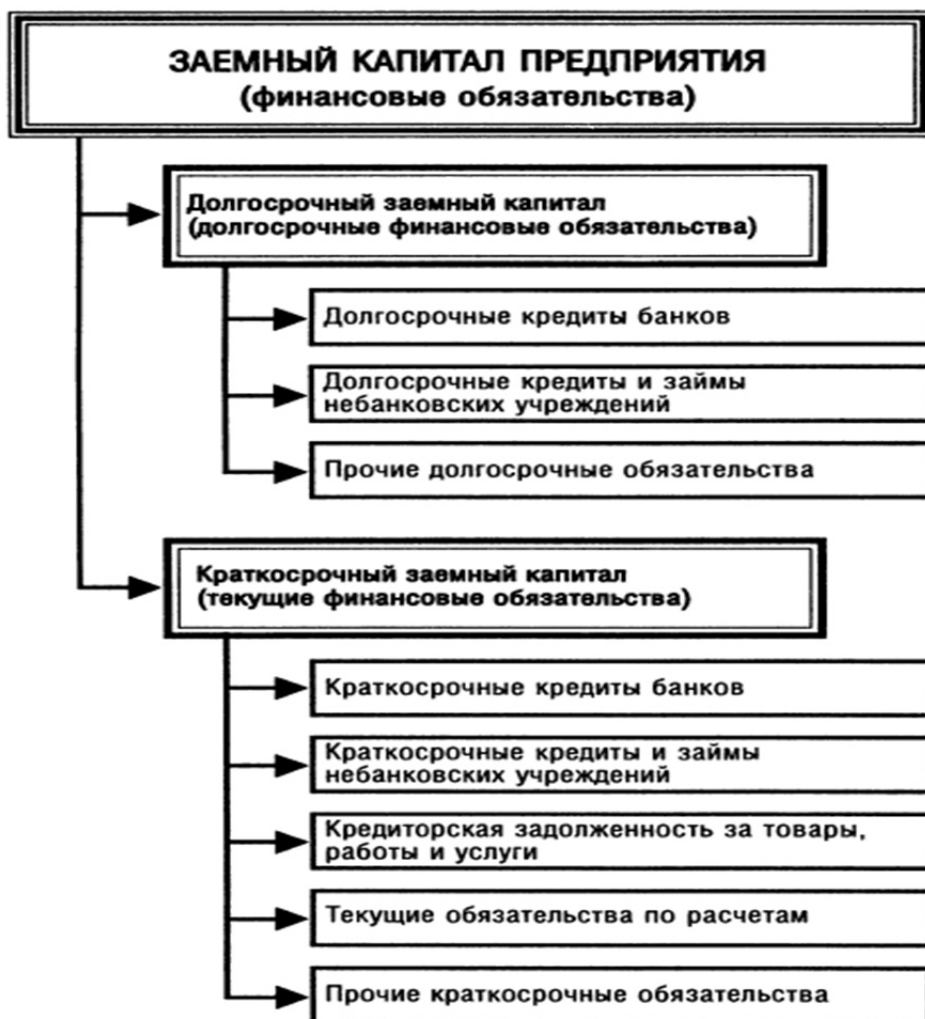 ЗАЕМНЫЙ КАПИТАЛ ПРЕДПРИЯТИЯ
(финансовые обязательства)
Долгосрочный заемный капитал
(долгосрочные финансовые обязательства)
Долгосрочные кредиты банков
Долгосрочные кредиты и займы
небанковских учреждений
Прочие долгосрочные обязательства
Краткосрочный заемный капитал
(текущие финансовые обязательства)
Краткосрочные кредиты банков
Краткосрочные кредиты и займы
небанковских учреждений
Кредиторская задолженность за товары,
работы и услуги
Текущие обязательства по расчетам
Прочие краткосрочные обязательства